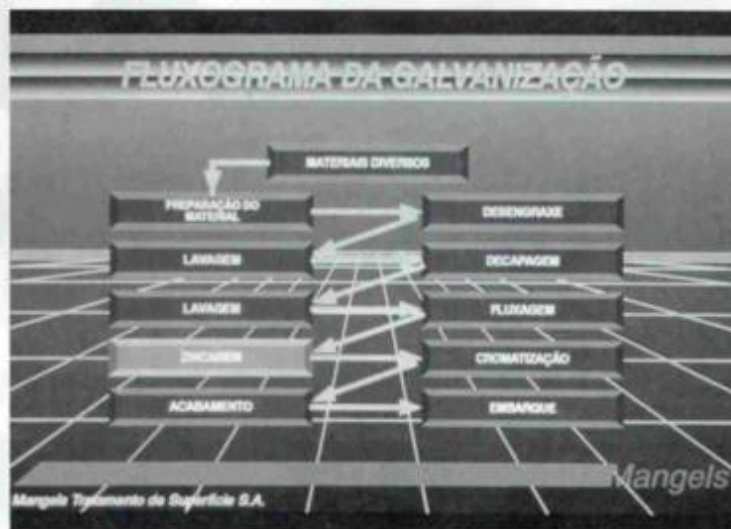 FLUXOGRAMA DA GALVANIZAÇÃO
MATERIAIS DIVERSOS
PREPARAÇÃO DO
MATERIAL
DESENGRAXE
LAVAGEM
DECAPAGEM
LAVAGEM
FLUXAGEM
ZINCAGEM
CROMATIZAÇÃO
ACABAMENTO
EMBARQUE
Mangels
Mangels Tratamento de Superfície S.A.